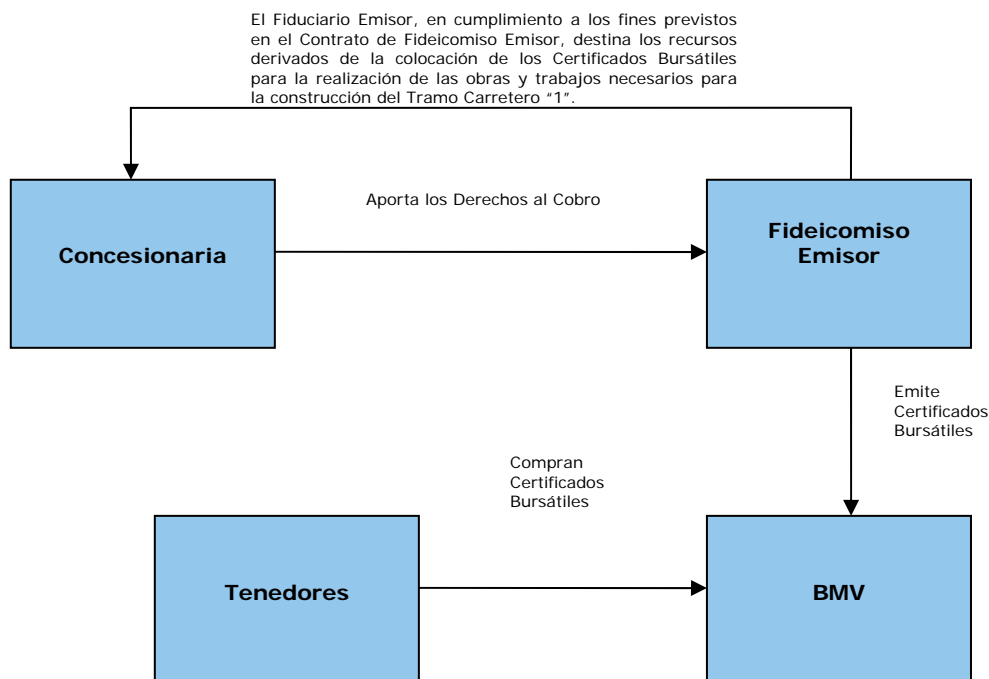 El Fiduciario Emisor, en cumplimiento a los fines previstos
en el Contrato de Fideicomiso Emisor, destina los recursos
derivados de la colocación de los Certificados Bursátiles
para la realización de las obras y trabajos necesarios para
la construcción del Tramo Carretero “1”.
Aporta los Derechos al Cobro
Concesionaria
Fideicomiso
Emisor
Emite
Certificados
Bursátiles
Compran
Certificados
Bursátiles
Tenedores
BMV